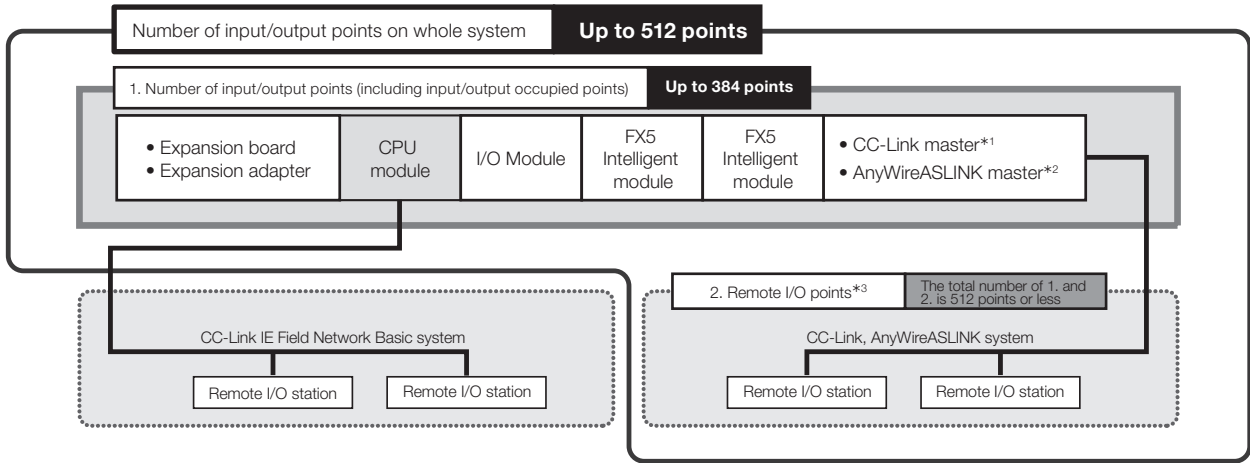 Number of input/output points on whole system
Up to 512 points
1. Number of input/output points (including input/output occupied points)
Up to 384 points
• Expansion board
• Expansion adapter
CPU
module
I/O Module
FX5
Intelligent
module
FX5
Intelligent
module
• CC-Link master*1
• AnyWireASLINK master*2
2. Remote I/O points*3
The total number of 1. and
2. is 512 points or less
CC-Link IE Field Network Basic system
Remote I/O station
Remote I/O station
CC-Link, AnyWireASLINK system
Remote I/O station
Remote I/O station